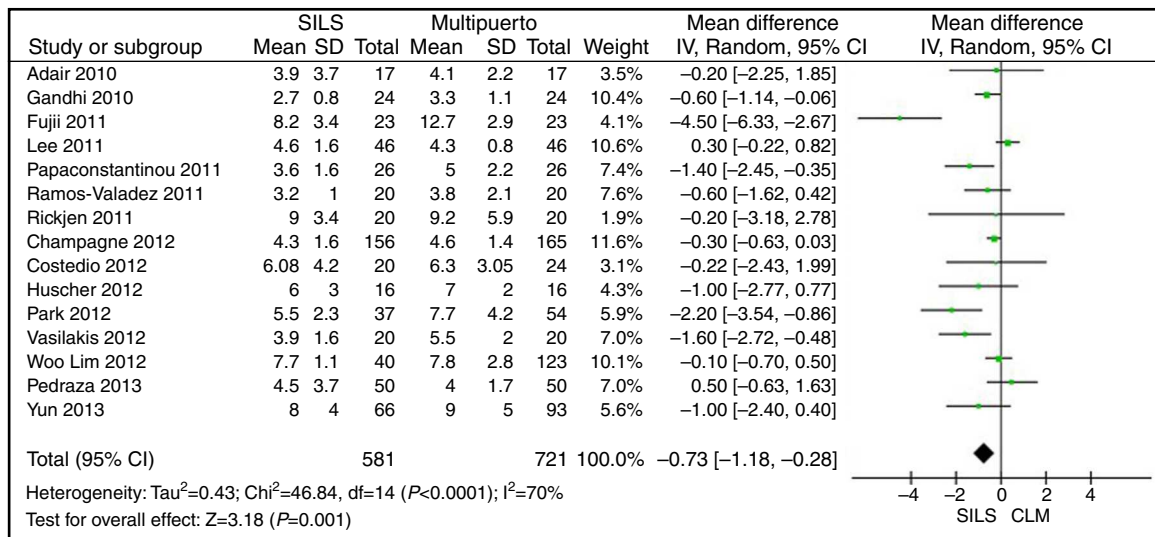 SILS Multipuerto Mean difference Mean difference
Study or subgroup Mean SD Total Mean SD Total Weight IV, Random, 95% CI IV, Random, 95% CI
Adair 2010 3.9 3.7 17 4.1 2.2 17 3.5% –0.20 [–2.25, 1.85]
Gandhi 2010 2.7 0.8 24 3.3 1.1 24 10.4% –0.60 [–1.14, –0.06]
Fujii 2011 8.2 3.4 23 12.7 2.9 23 4.1% –4.50 [–6.33, –2.67]
Lee 2011 4.6 1.6 46 4.3 0.8 46 10.6% 0.30 [–0.22, 0.82]
Papaconstantinou 2011 3.6 1.6 26 5 2.2 26 7.4% –1.40 [–2.45, –0.35]
Ramos-Valadez 2011 3.2 1 20 3.8 2.1 20 7.6% –0.60 [–1.62, 0.42]
Rickjen 2011 9 3.4 20 9.2 5.9 20 1.9% –0.20 [–3.18, 2.78]
Champagne 2012 4.3 1.6 156 4.6 1.4 165 11.6% –0.30 [–0.63, 0.03]
Costedio 2012 6.08 4.2 20 6.3 3.05 24 3.1% –0.22 [–2.43, 1.99]
Huscher 2012 6 3 16 7 2 16 4.3% –1.00 [–2.77, 0.77]
Park 2012 5.5 2.3 37 7.7 4.2 54 5.9% –2.20 [–3.54, –0.86]
Vasilakis 2012 3.9 1.6 20 5.5 2 20 7.0% –1.60 [–2.72, –0.48]
Woo Lim 2012 7.7 1.1 40 7.8 2.8 123 10.1% –0.10 [–0.70, 0.50]
Pedraza 2013 4.5 3.7 50 4 1.7 50 7.0% 0.50 [–0.63, 1.63]
Yun 2013 8 4 66 9 5 93 5.6% –1.00 [–2.40, 0.40]
Total (95% CI) 581 721 100.0% –0.73 [–1.18, –0.28]
Heterogeneity: Tau²=0.43; Chi²=46.84, df=14 (P<0.0001); I²=70%
Test for overall effect: Z=3.18 (P=0.001)
–4 –2 0 2 4
SILS CLM